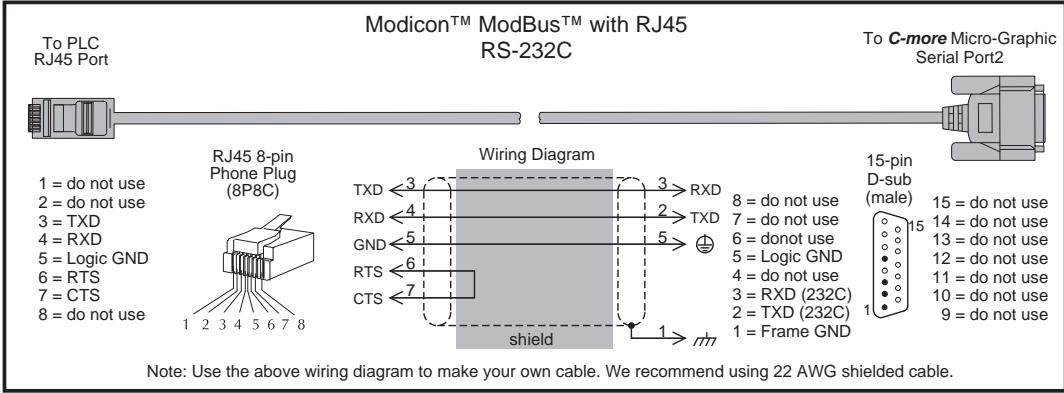 Modicon™ ModBus™ with RJ45
RS-232C
To PLC
RJ45 Port
To C-more Micro-Graphic
Serial Port2
RJ45 8-pin
Phone Plug
(8P8C)
1 = do not use
2 = do not use
3 = TXD
4 = RXD
5 = Logic GND
6 = RTS
7 = CTS
8 = do not use
1 2 3 4 5 6 7 8
Wiring Diagram
TXD 3 3 RXD
RXD 4 2 TXD
GND 5 5
RTS 6
CTS 7
1
shield
8 = do not use
7 = do not use
6 = donot use
5 = Logic GND
4 = do not use
3 = RXD (232C)
2 = TXD (232C)
1 = Frame GND
15-pin
D-sub
(male)
15
1
15 = do not use
14 = do not use
13 = do not use
12 = do not use
11 = do not use
10 = do not use
9 = do not use
Note: Use the above wiring diagram to make your own cable. We recommend using 22 AWG shielded cable.